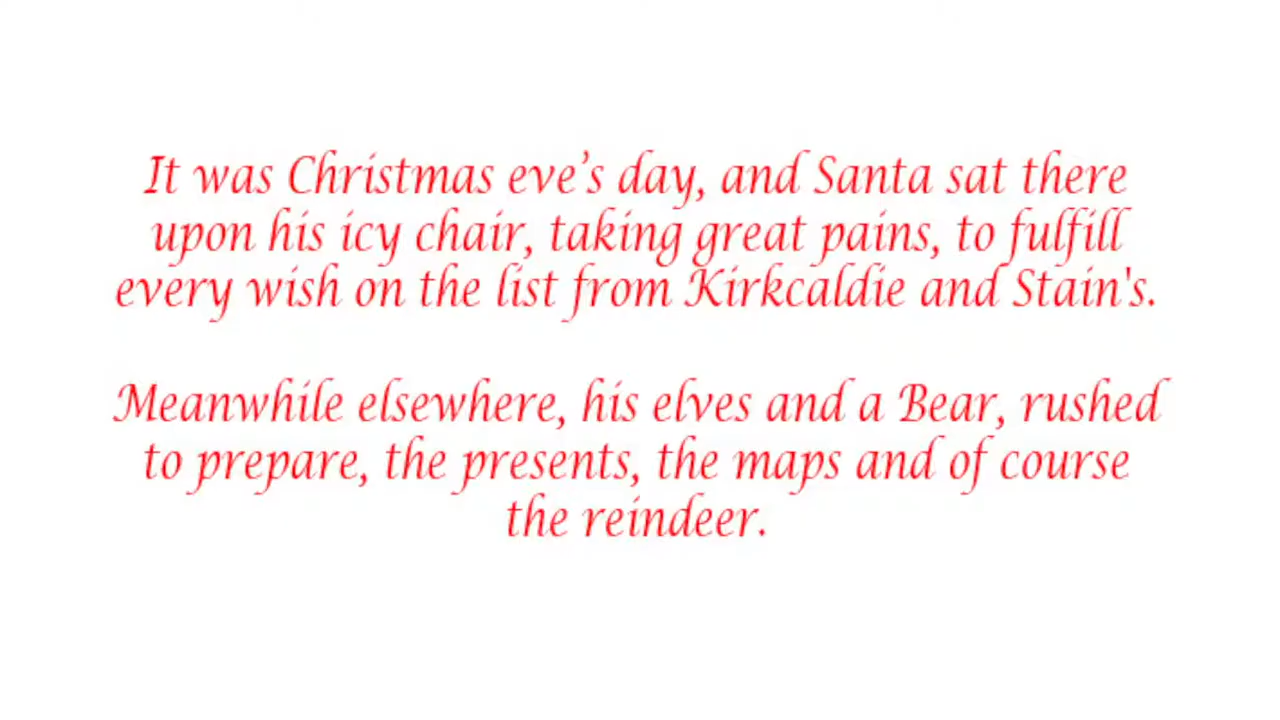 It was Christmas eve’s day, and Santa sat there
upon his icy chair, taking great pains, to fulfill
every wish on the list from Kirkcaldie and Stain's.
Meanwhile elsewhere, his elves and a Bear, rushed
to prepare, the presents, the maps and of course
the reindeer.